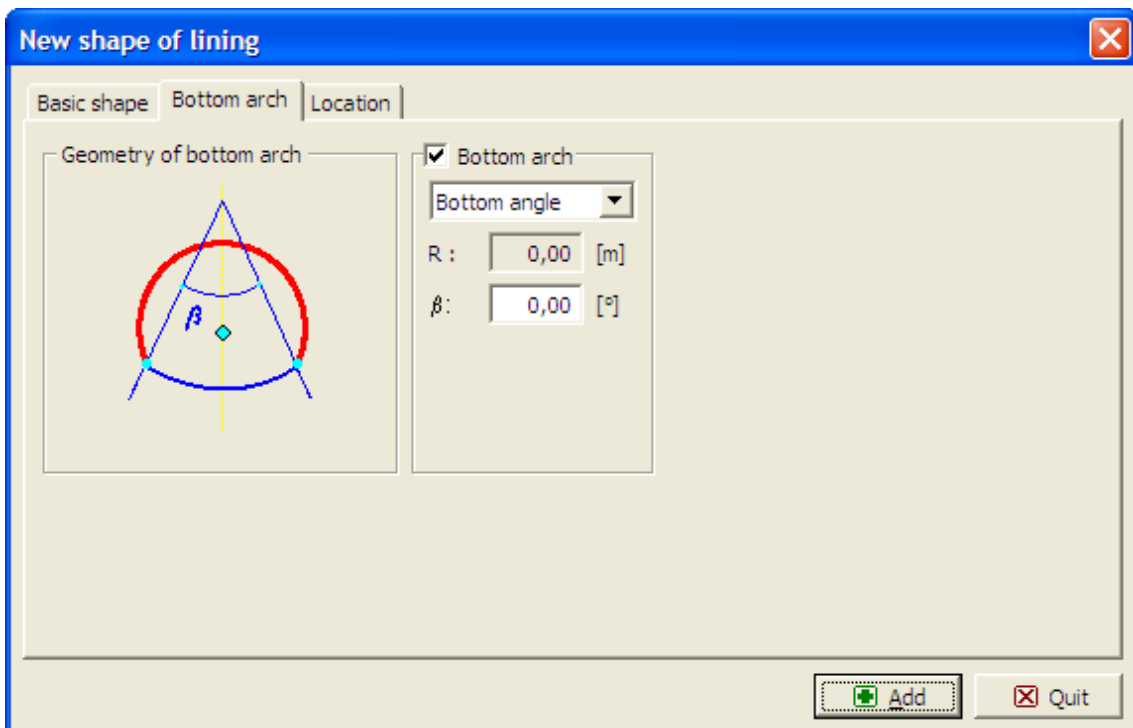 New shape of lining
Basic shape Bottom arch Location
Geometry of bottom arch
β
Bottom arch
Bottom angle
R : 0,00 [m]
β: 0,00 [°]
Add Quit